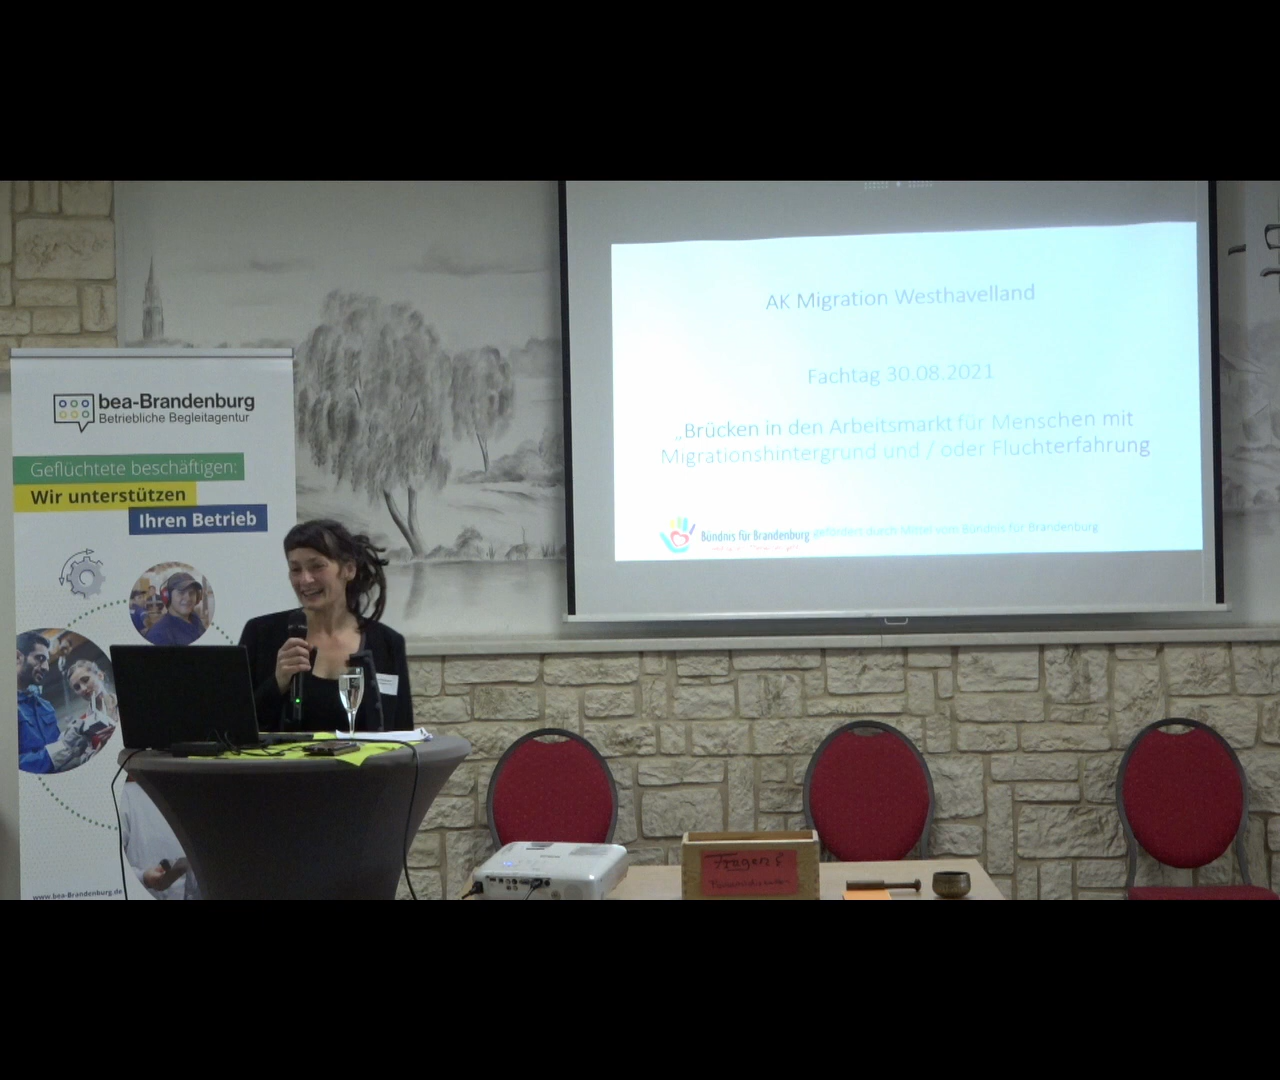 bea-Brandenburg
Betriebliche Begleitagentur
Geflüchtete beschäftigen:
Wir unterstützen
Ihren Betrieb
www.bea-Brandenburg.de
AK Migration Westhavelland
Fachtag 30.08.2021
„Brücken in den Arbeitsmarkt für Menschen mit
Migrationshintergrund und / oder Fluchterfahrung
Bündnis für Brandenburg gefördert durch Mittel vom Bündnis für Brandenburg
Fragen &